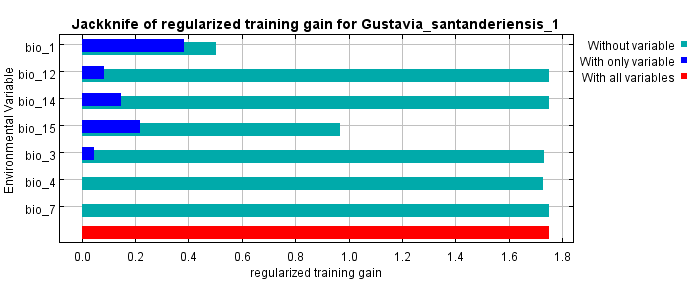 Jackknife of regularized training gain for Gustavia_santanderiensis_1
Environmental Variable
bio_1
bio_12
bio_14
bio_15
bio_3
bio_4
bio_7
Without variable
With only variable
With all variables
0.0 0.2 0.4 0.6 0.8 1.0 1.2 1.4 1.6 1.8
regularized training gain